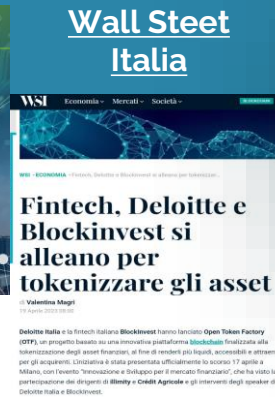 Wall Steet
Italia
WSI Economia Mercati Società
WSI - ECONOMIA - Fintech, Deloitte e Blockinvest si alleano per tokenizzare...
Fintech, Deloitte e
Blockinvest si
alleano per
tokenizzare gli asset
di Valentina Magri
19 Aprile 2023 08:00
Deloitte Italia e la fintech italiana Blockinvest hanno lanciato Open Token Factory
(OTF), un progetto basato su una innovativa piattaforma blockchain finalizzata alla
tokenizzazione degli asset finanziari, al fine di renderli più liquidi, accessibili e attraen
per gli acquirenti. L'iniziativa è stata presentata ufficialmente lo scorso 17 aprile a
Milano, con l'evento "Innovazione e Sviluppo per il mercato finanziario", che ha visto la
partecipazione dei dirigenti di illimity e Crédit Agricole e gli interventi degli speaker di
Deloitte Italia e Blockinvest.